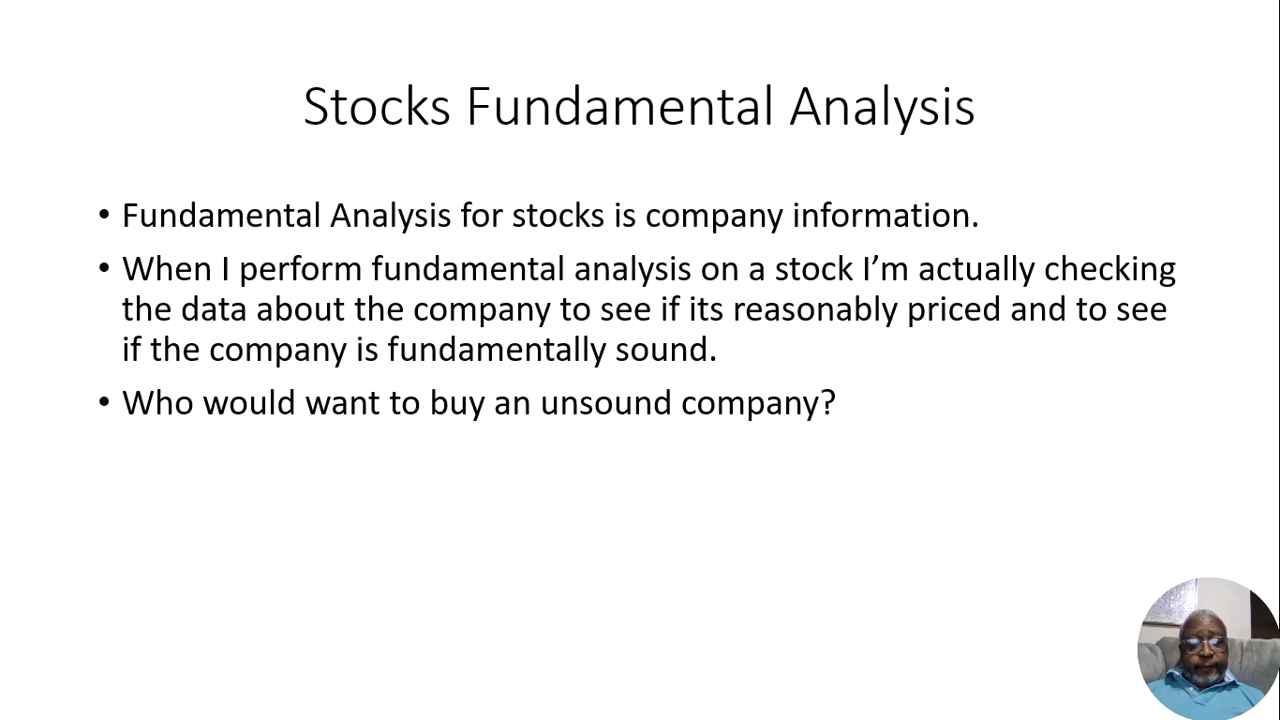 Stocks Fundamental Analysis
• Fundamental Analysis for stocks is company information.
• When I perform fundamental analysis on a stock I’m actually checking
the data about the company to see if its reasonably priced and to see
if the company is fundamentally sound.
• Who would want to buy an unsound company?